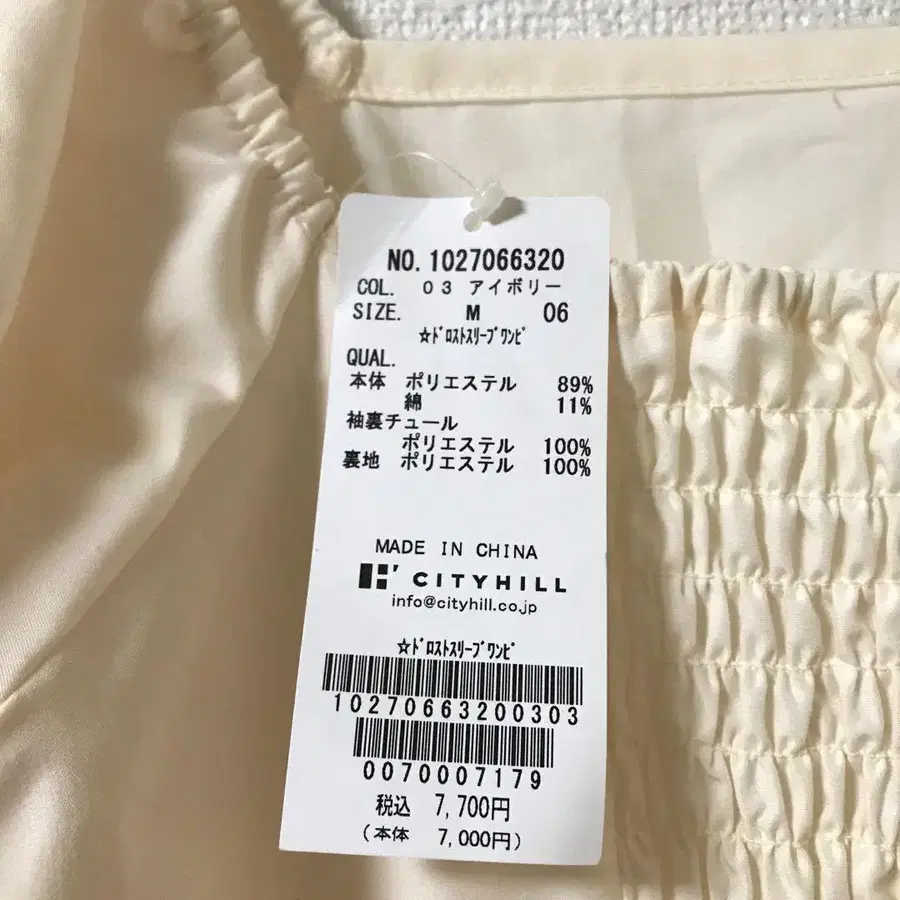 NO. 1027066320
COL. 03 アイボリー
SIZE. M 06
☆ドロストスリーブワンピ
QUAL.
本体 ポリエステル 89%
綿 11%
袖裏チュール
ポリエステル 100%
裏地 ポリエステル 100%
MADE IN CHINA
CITYHILL
info@cityhill.co.jp
☆ドロストスリーブワンピ
10270663200303
0070007179
税込 7,700円
(本体 7,000円)